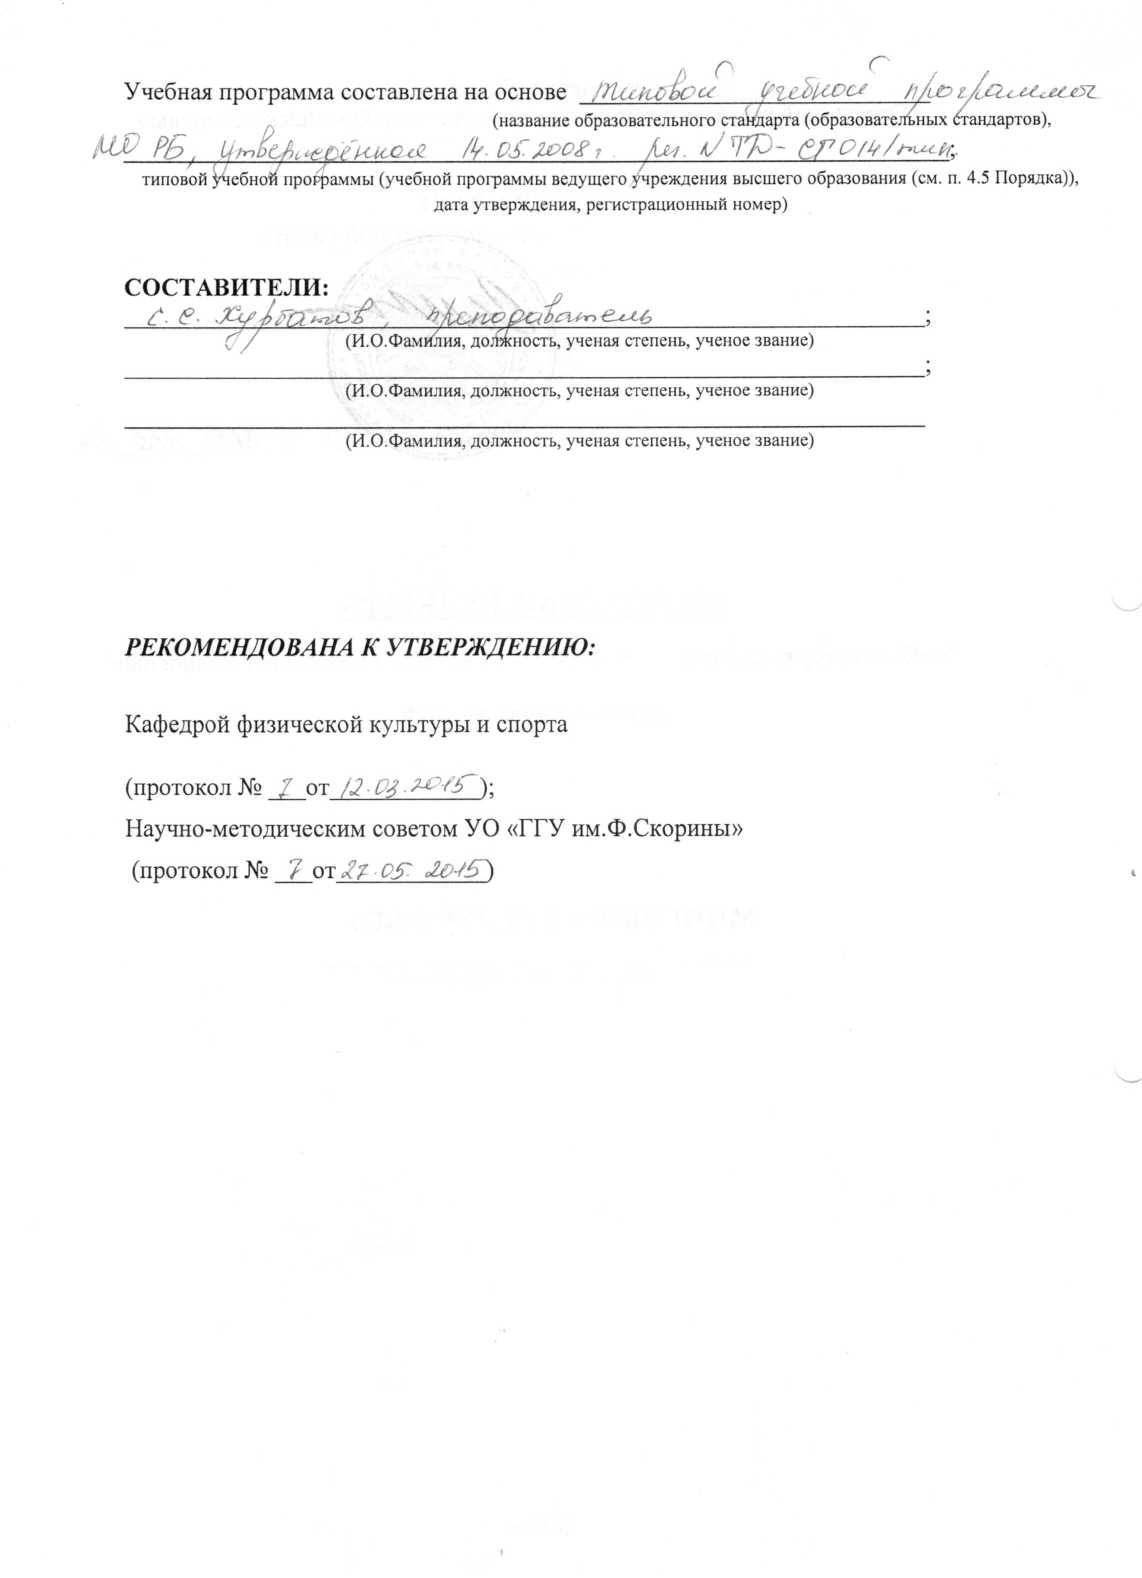 Учебная программа составлена на основе типовой учебной программы
(название образовательного стандарта (образовательных стандартов),
МО РБ, утверждённая 14.05.2008 г. рег. N ТД-СГ 014/тип.
типовой учебной программы (учебной программы ведущего учреждения высшего образования (см. п. 4.5 Порядка)),
дата утверждения, регистрационный номер)
СОСТАВИТЕЛИ:
С. С. Хурбатов, преподаватель ;
(И.О.Фамилия, должность, ученая степень, ученое звание)
;
(И.О.Фамилия, должность, ученая степень, ученое звание)
(И.О.Фамилия, должность, ученая степень, ученое звание)
РЕКОМЕНДОВАНА К УТВЕРЖДЕНИЮ:
Кафедрой физической культуры и спорта
(протокол № 7 от 12.03.2015);
Научно-методическим советом УО «ГГУ им.Ф.Скорины»
(протокол № 7 от 27.05. 2015)